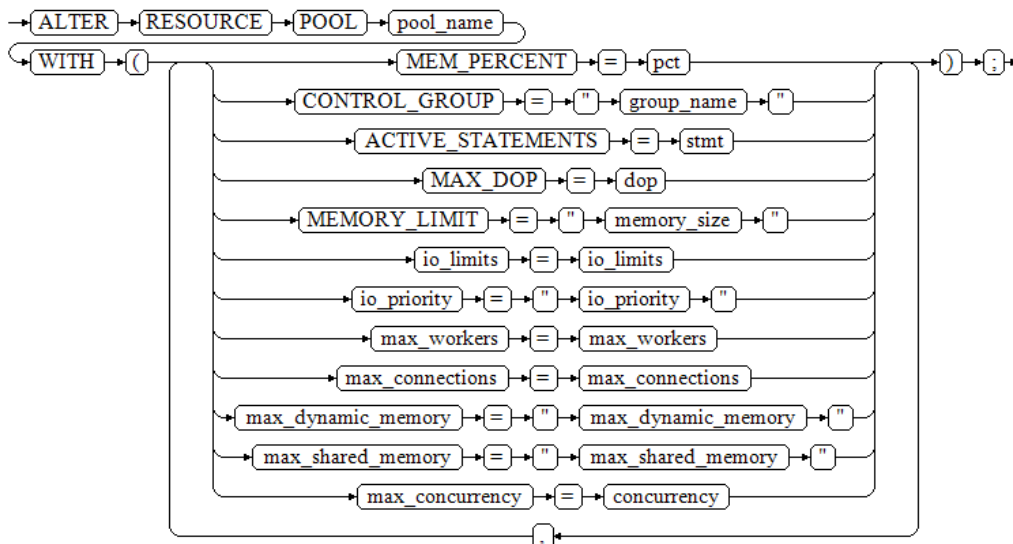 ALTER RESOURCE POOL pool_name
WITH ( MEM_PERCENT = pct ) ;
CONTROL_GROUP = " group_name "
ACTIVE_STATEMENTS = stmt
MAX_DOP = dop
MEMORY_LIMIT = " memory_size "
io_limits = io_limits
io_priority = " io_priority "
max_workers = max_workers
max_connections = max_connections
max_dynamic_memory = " max_dynamic_memory "
max_shared_memory = " max_shared_memory "
max_concurrency = concurrency
,